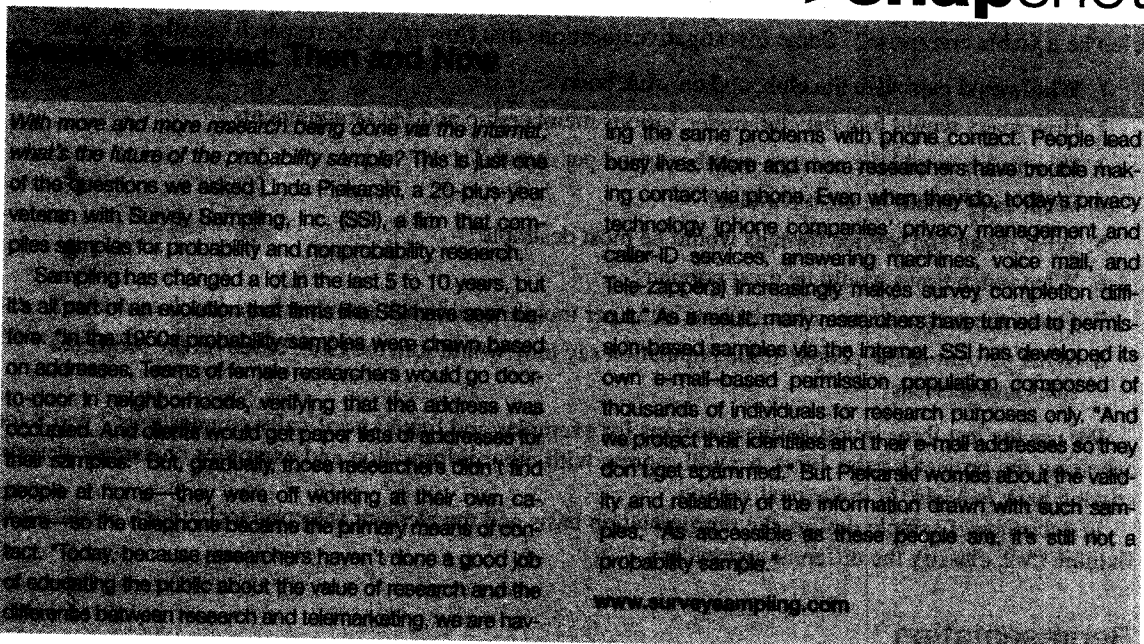 snapshot
Sampled, Then and Now
With more and more research being done via the Internet,
what's the future of the probability sample? This is just one
of the questions we asked Linda Piekarski, a 20-plus-year
veteran with Survey Sampling, Inc. (SSI), a firm that com-
piles samples for probability and nonprobability research.
Sampling has changed a lot in the last 5 to 10 years, but
it's all part of an evolution that firms like SSI have seen be-
fore. "In the 1950s probability samples were drawn based
on addresses. Teams of female researchers would go door-
to-door in neighborhoods, verifying that the address was
occupied. And clients would get paper lists of addresses for
their samples." But, gradually, those researchers didn't find
people at home—they were off working at their own ca-
reers—so the telephone became the primary means of con-
tact. "Today, because researchers haven't done a good job
of educating the public about the value of research and the
difference between research and telemarketing, we are hav-
ing the same problems with phone contact. People lead
busy lives. More and more researchers have trouble mak-
ing contact via phone. Even when they do, today's privacy
technology (phone companies' privacy management and
caller-ID services, answering machines, voice mail, and
Tele-zappers) increasingly makes survey completion diffi-
cult." As a result, many researchers have turned to permis-
sion-based samples via the Internet. SSI has developed its
own e-mail-based permission population composed of
thousands of individuals for research purposes only. "And
we protect their identities and their e-mail addresses so they
don't get spammed." But Piekarski worries about the valid-
ity and reliability of the information drawn with such sam-
ples. "As accessible as these people are, it's still not a
probability sample."
www.surveysampling.com